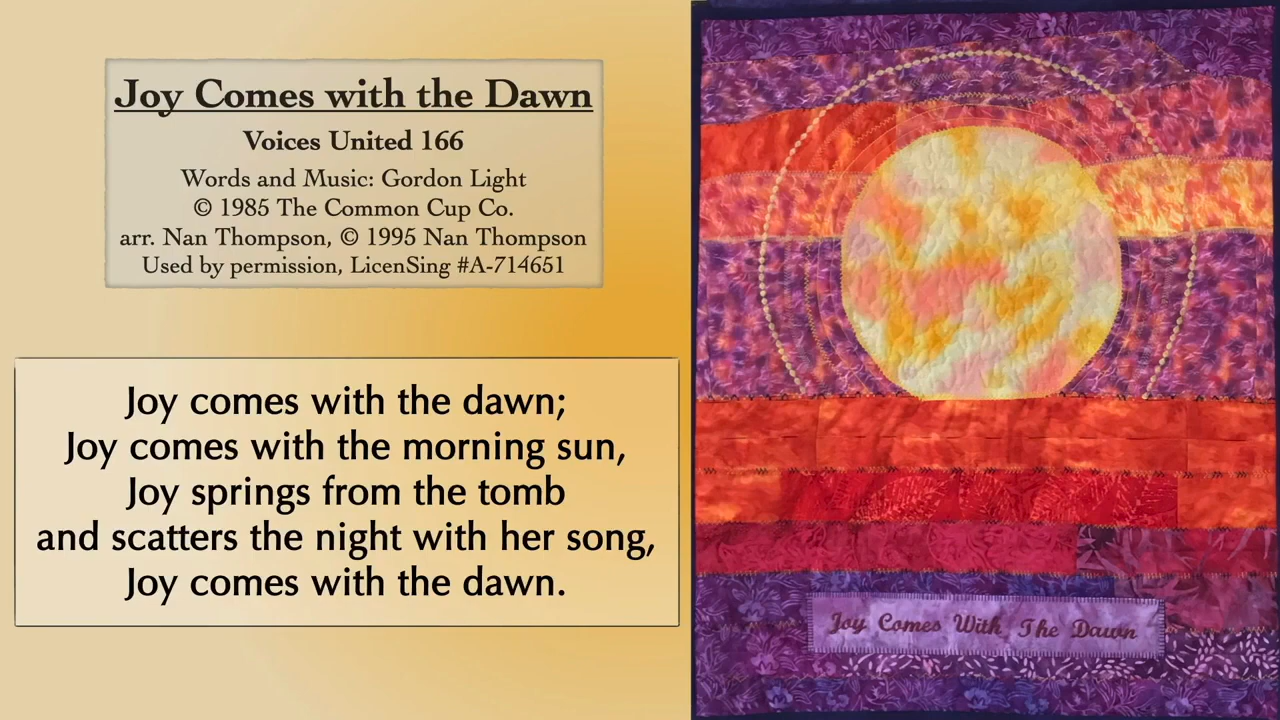 Joy Comes with the Dawn
Voices United 166
Words and Music: Gordon Light
© 1985 The Common Cup Co.
arr. Nan Thompson, © 1995 Nan Thompson
Used by permission, LicenSing #A-714651
Joy comes with the dawn;
Joy comes with the morning sun,
Joy springs from the tomb
and scatters the night with her song,
Joy comes with the dawn.
Joy Comes With The Dawn